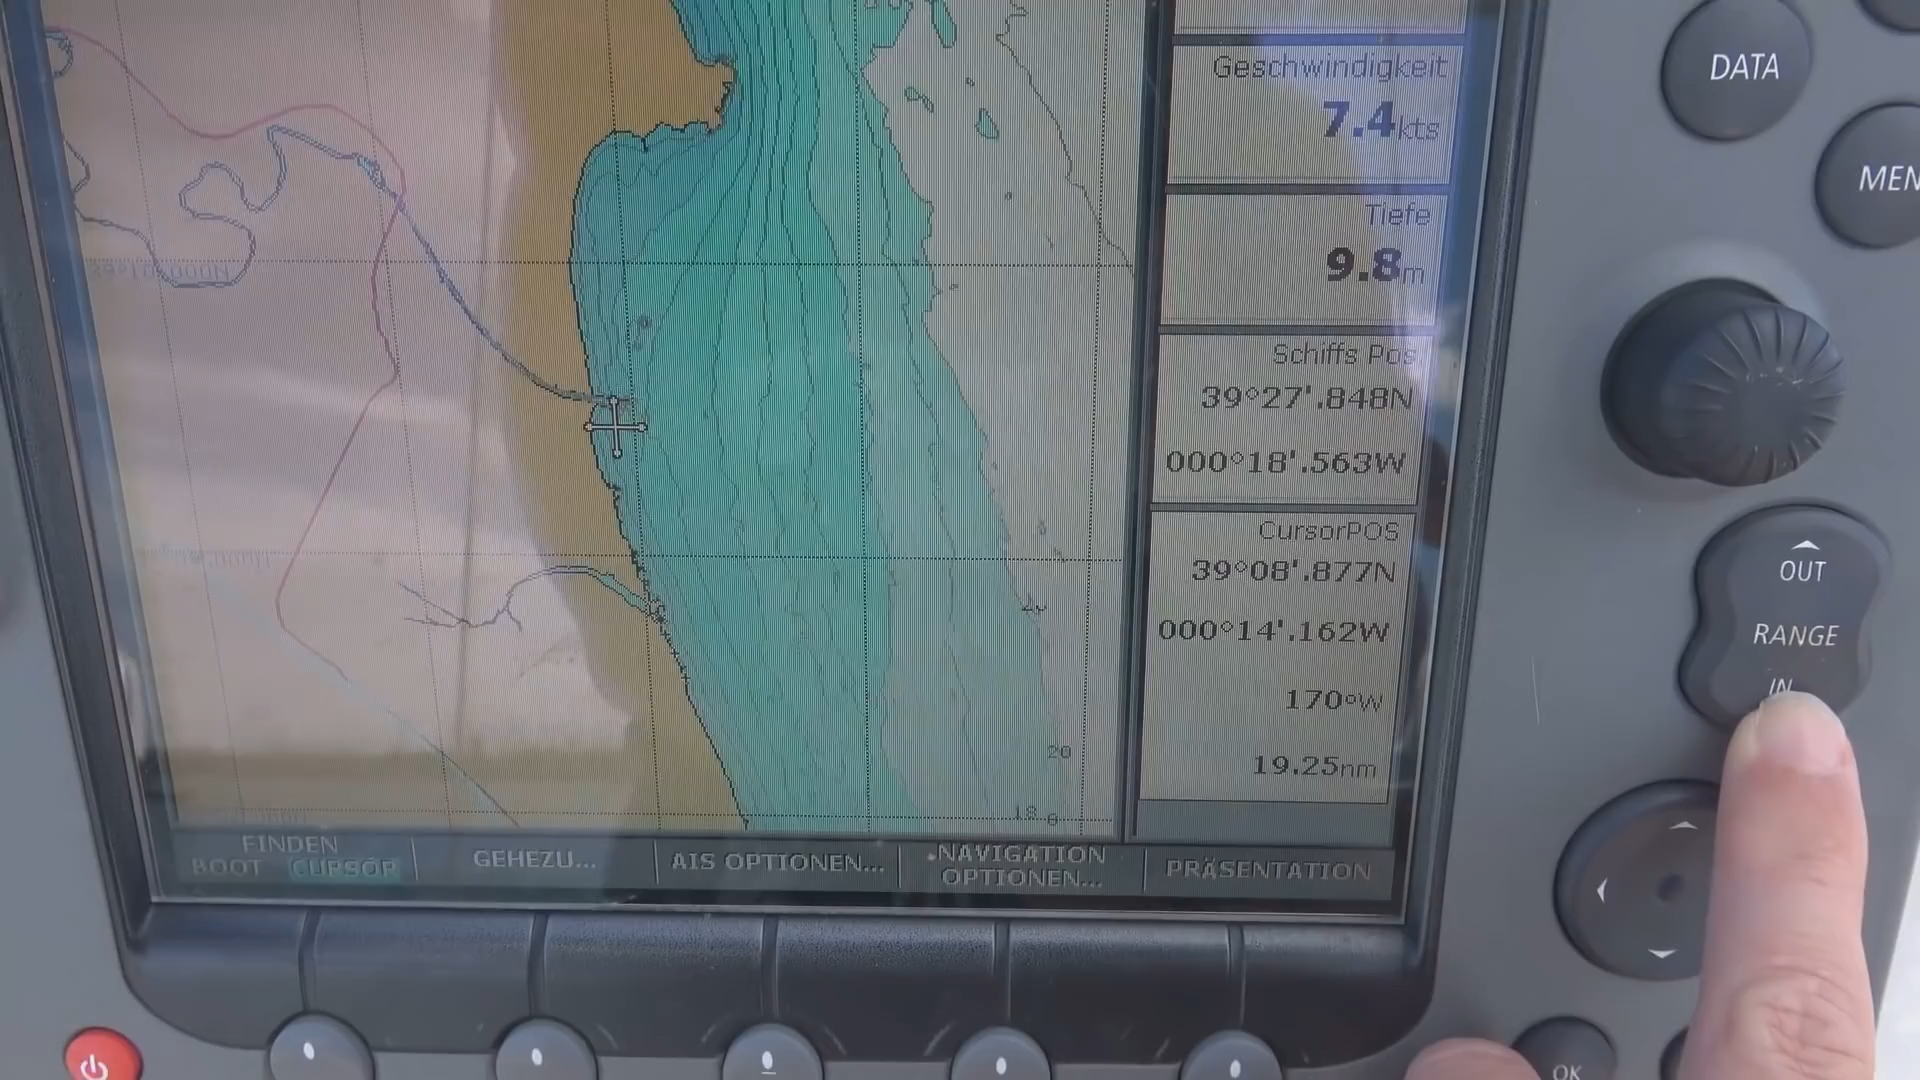 Geschwindigkeit
7.4kts
Tiefe
9.8m
Schiffs Pos
39°27'.848N
000°18'.563W
CursorPOS
39°08'.877N
000°14'.162W
170°W
19.25nm
20
18
FINDEN
BOOT CURSOR
GEHEZU...
AIS OPTIONEN...
NAVIGATION
OPTIONEN...
PRÄSENTATION
DATA
MEN
OUT
RANGE
IN
OK